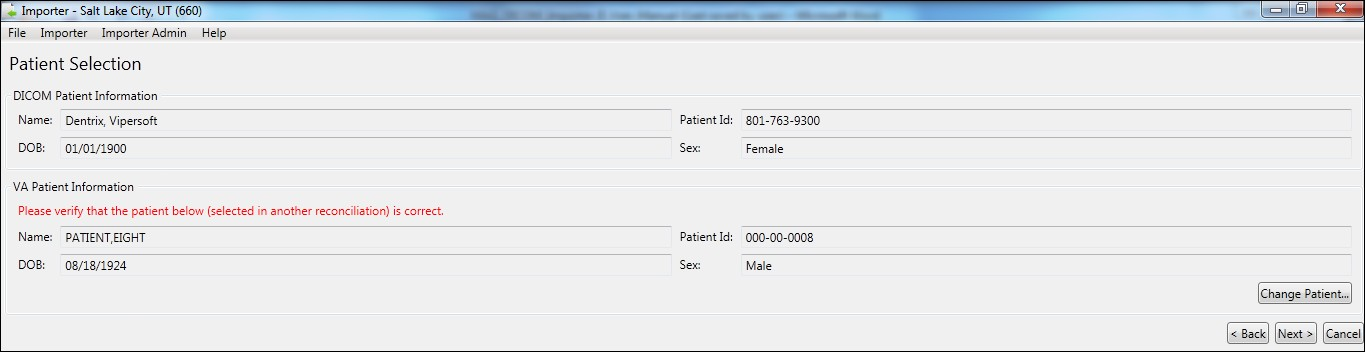 Importer - Salt Lake City, UT (660)
File Importer Importer Admin Help
Patient Selection
DICOM Patient Information
Name: Dentrix, Vipersoft Patient Id: 801-763-9300
DOB: 01/01/1900 Sex: Female
VA Patient Information
Please verify that the patient below (selected in another reconciliation) is correct.
Name: PATIENT,EIGHT Patient Id: 000-00-0008
DOB: 08/18/1924 Sex: Male
Change Patient...
< Back Next > Cancel